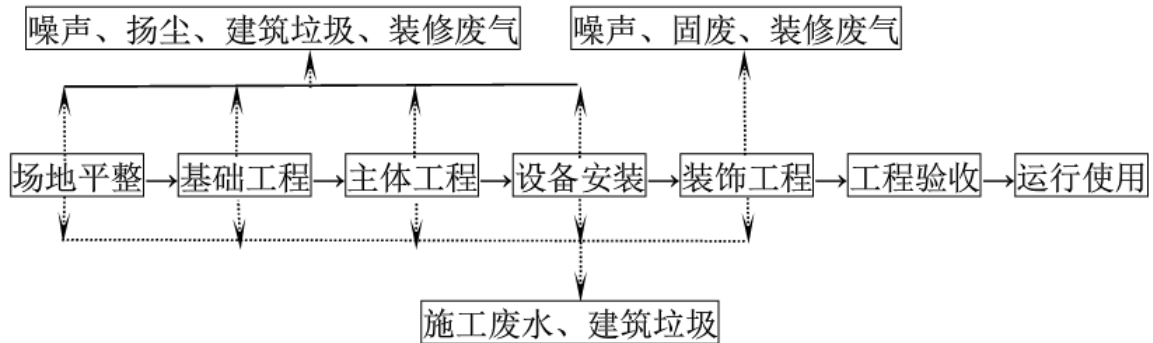 噪声、扬尘、建筑垃圾、装修废气 噪声、固废、装修废气
场地平整→基础工程→主体工程→设备安装→装饰工程→工程验收→运行使用
施工废水、建筑垃圾